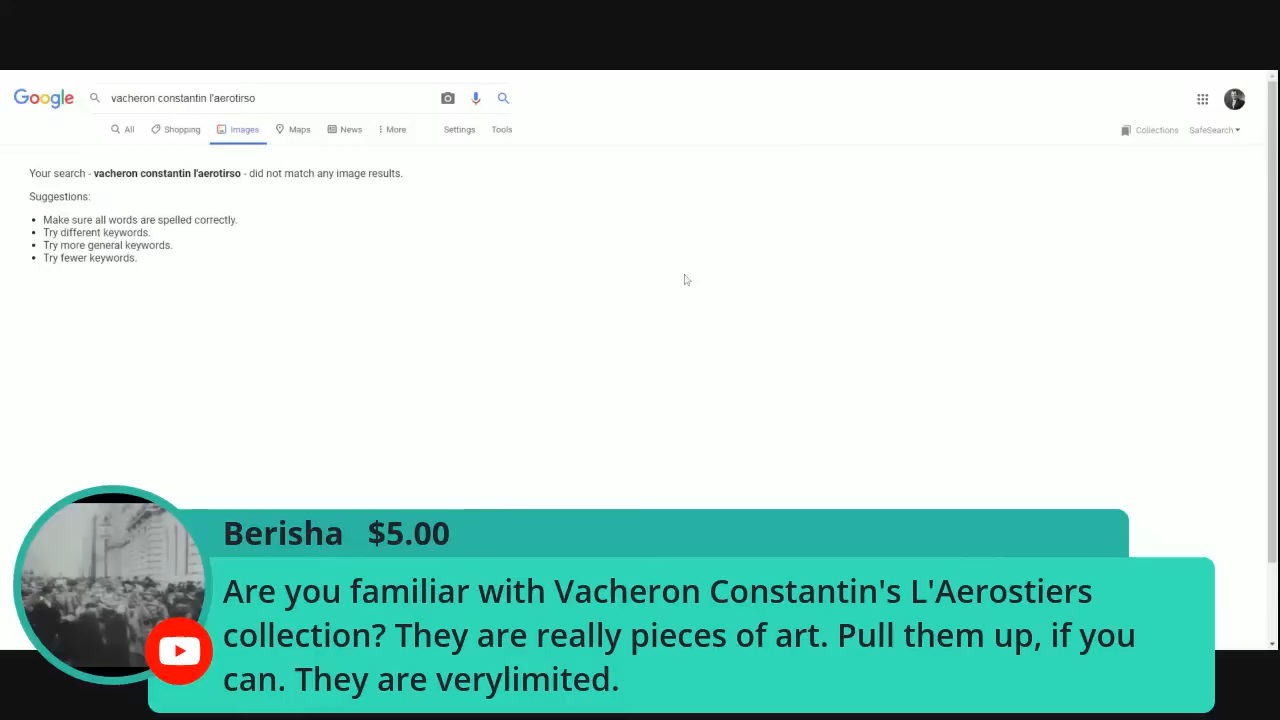 Google vacheron constantin l'aerotirso
All Shopping Images Maps News More Settings Tools Collections SafeSearch
Your search - vacheron constantin l'aerotirso - did not match any image results.
Suggestions:
Make sure all words are spelled correctly.
Try different keywords.
Try more general keywords.
Try fewer keywords.
Berisha $5.00
Are you familiar with Vacheron Constantin's L'Aerostiers
collection? They are really pieces of art. Pull them up, if you
can. They are verylimited.